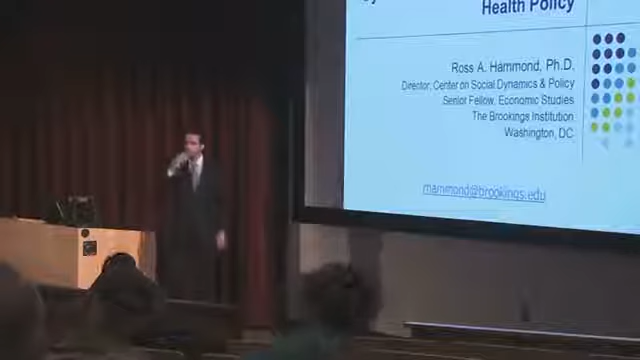 Health Policy
Ross A. Hammond, Ph.D.
Director, Center on Social Dynamics & Policy
Senior Fellow, Economic Studies
The Brookings Institution
Washington, DC
rhammond@brookings.edu